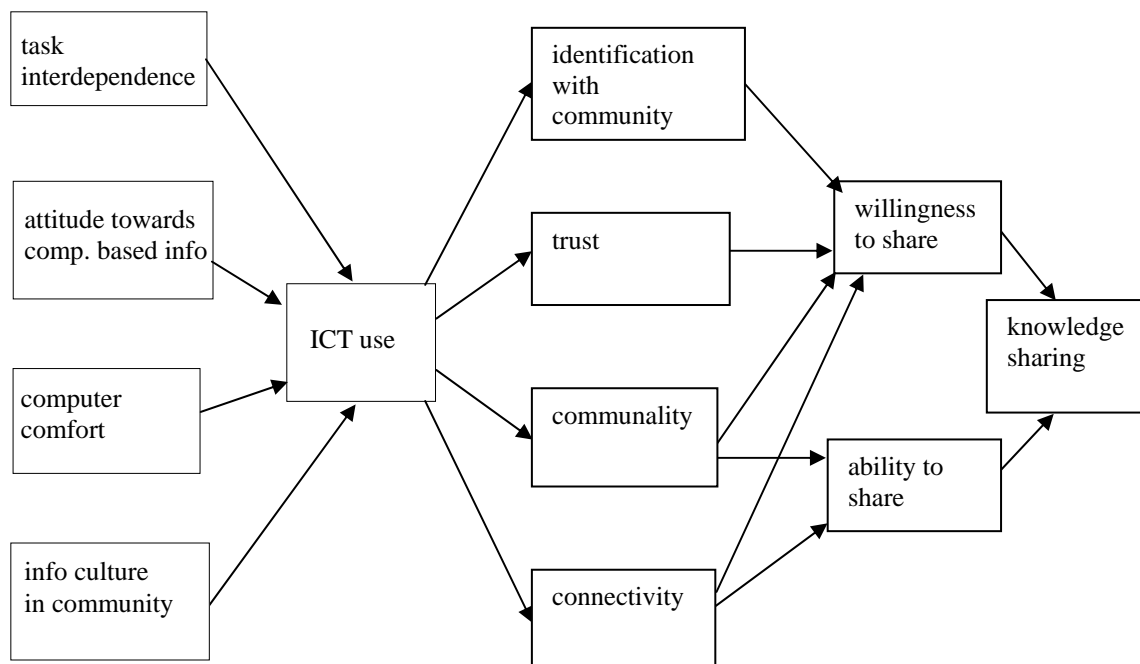 task
interdependence
attitude towards
comp. based info
computer
comfort
info culture
in community
ICT use
identification
with
community
trust
communality
connectivity
willingness
to share
ability to
share
knowledge
sharing